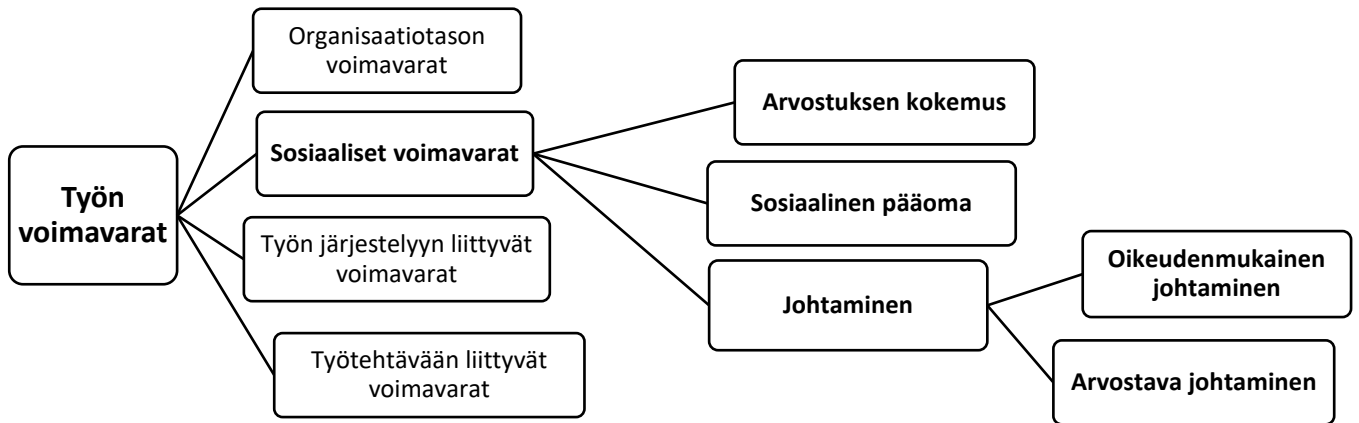 Työn
voimavarat
Organisaatiotason
voimavarat
Sosiaaliset voimavarat
Työn järjestelyyn liittyvät
voimavarat
Työtehtävään liittyvät
voimavarat
Arvostuksen kokemus
Sosiaalinen pääoma
Johtaminen
Oikeudenmukainen
johtaminen
Arvostava johtaminen